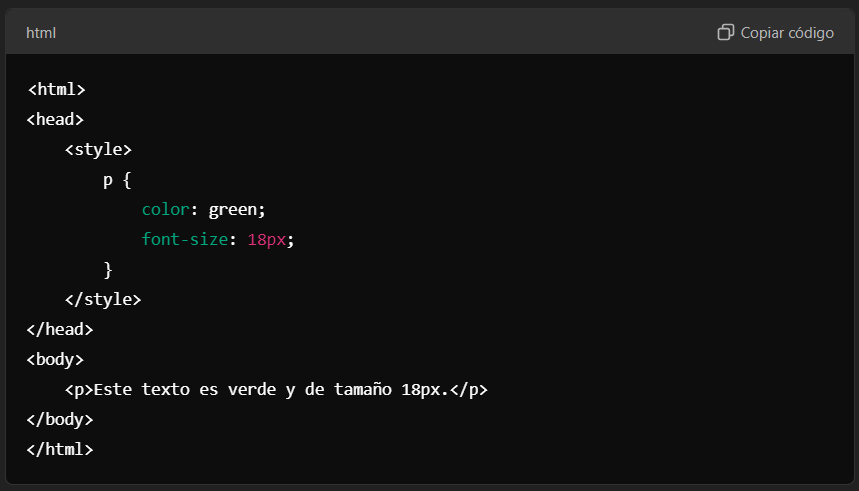 html
Copiar código
<html>
<head>
    <style>
        p {
            color: green;
            font-size: 18px;
        }
    </style>
</head>
<body>
    <p>Este texto es verde y de tamaño 18px.</p>
</body>
</html>